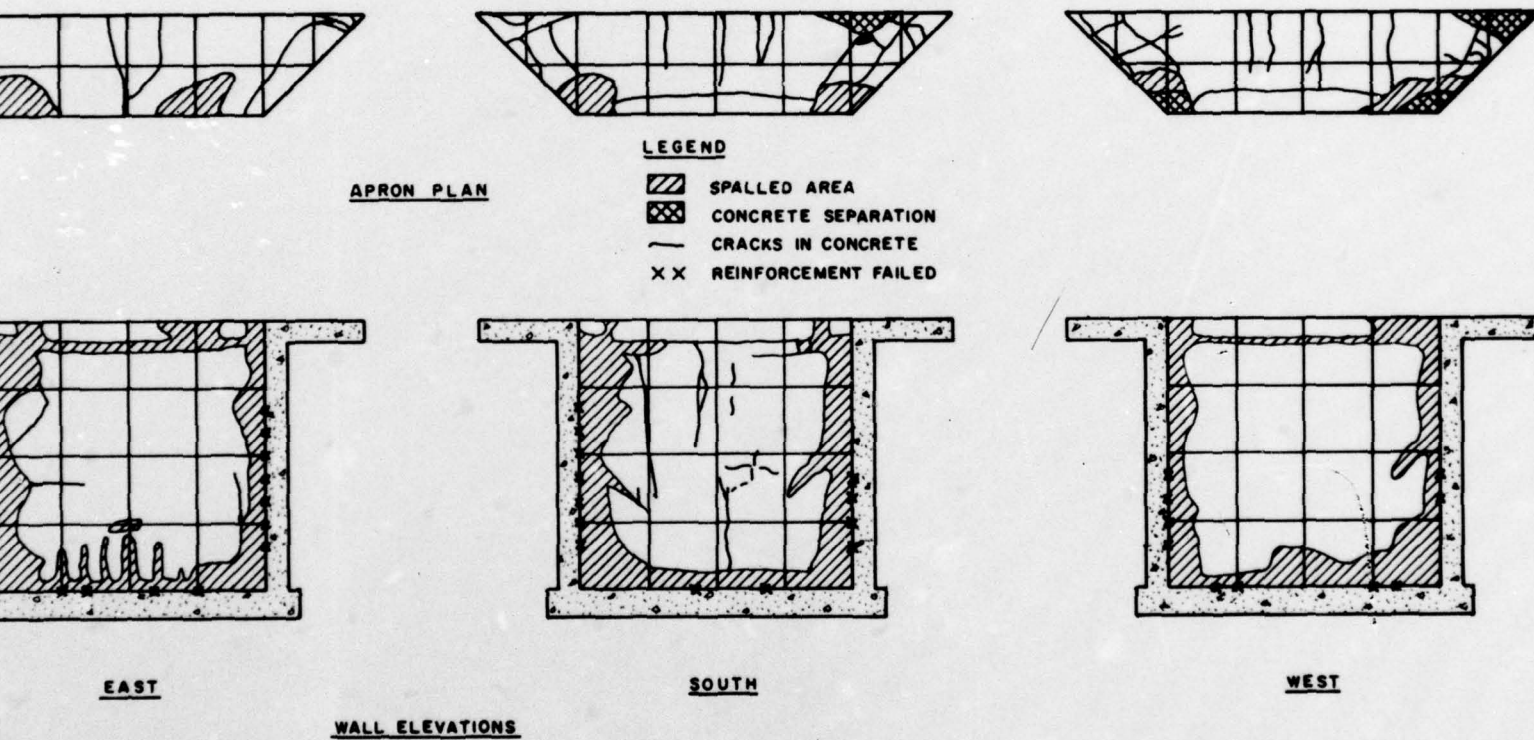 LEGEND
APRON PLAN
SPALLED AREA
CONCRETE SEPARATION
CRACKS IN CONCRETE
XX REINFORCEMENT FAILED
EAST
SOUTH
WEST
WALL ELEVATIONS